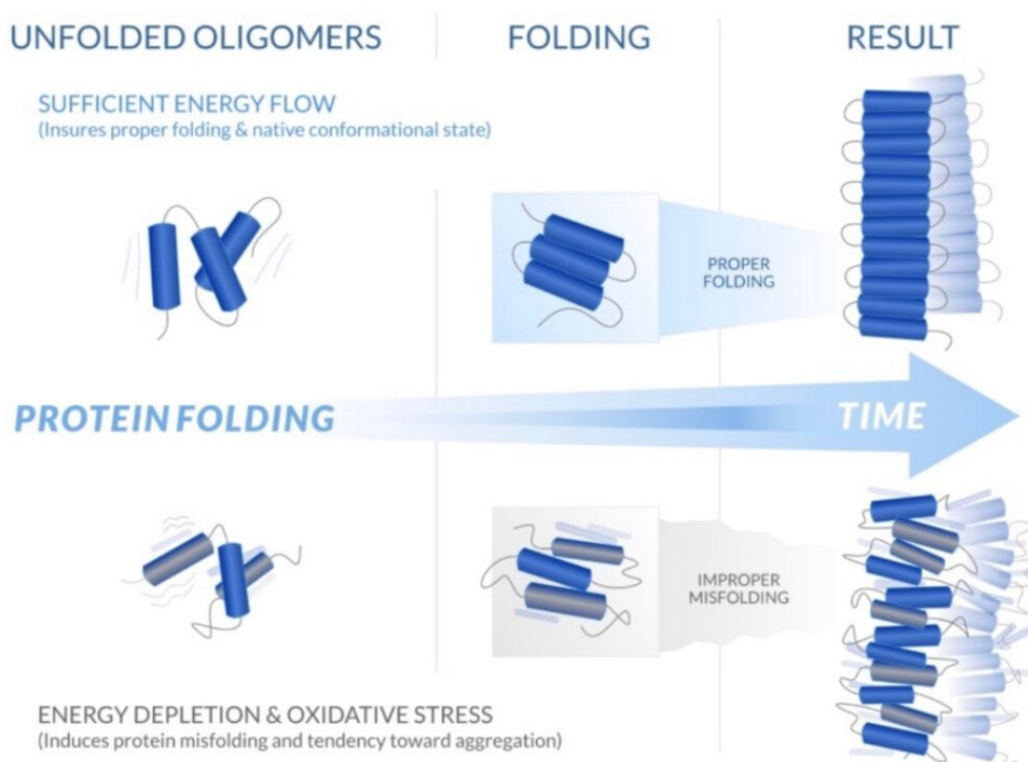 UNFOLDED OLIGOMERS
FOLDING
RESULT
SUFFICIENT ENERGY FLOW
(Insures proper folding & native conformational state)
PROPER
FOLDING
PROTEIN FOLDING
TIME
IMPROPER
MISFOLDING
ENERGY DEPLETION & OXIDATIVE STRESS
(Induces protein misfolding and tendency toward aggregation)